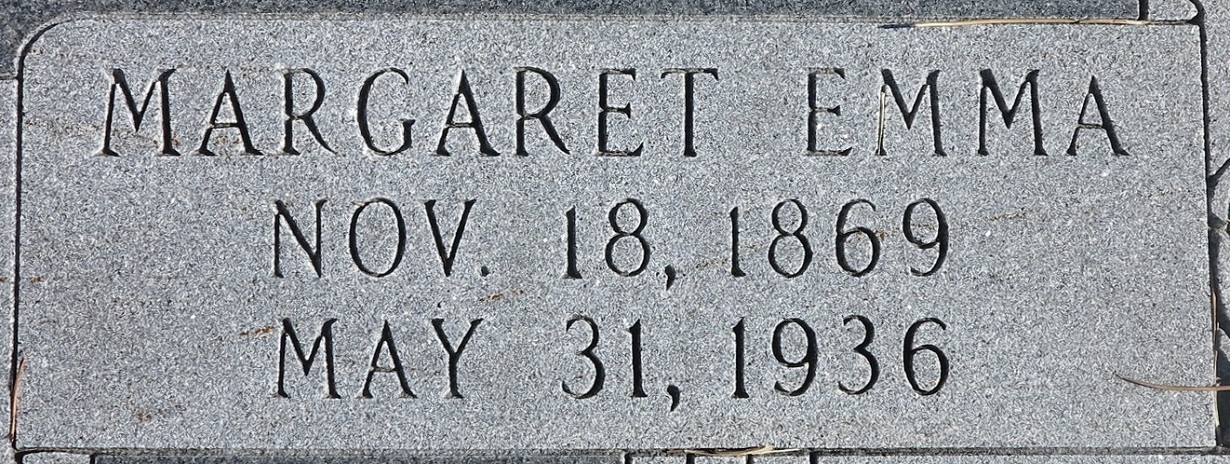 MARGARET EMMA
NOV. 18, 1869
MAY 31, 1936